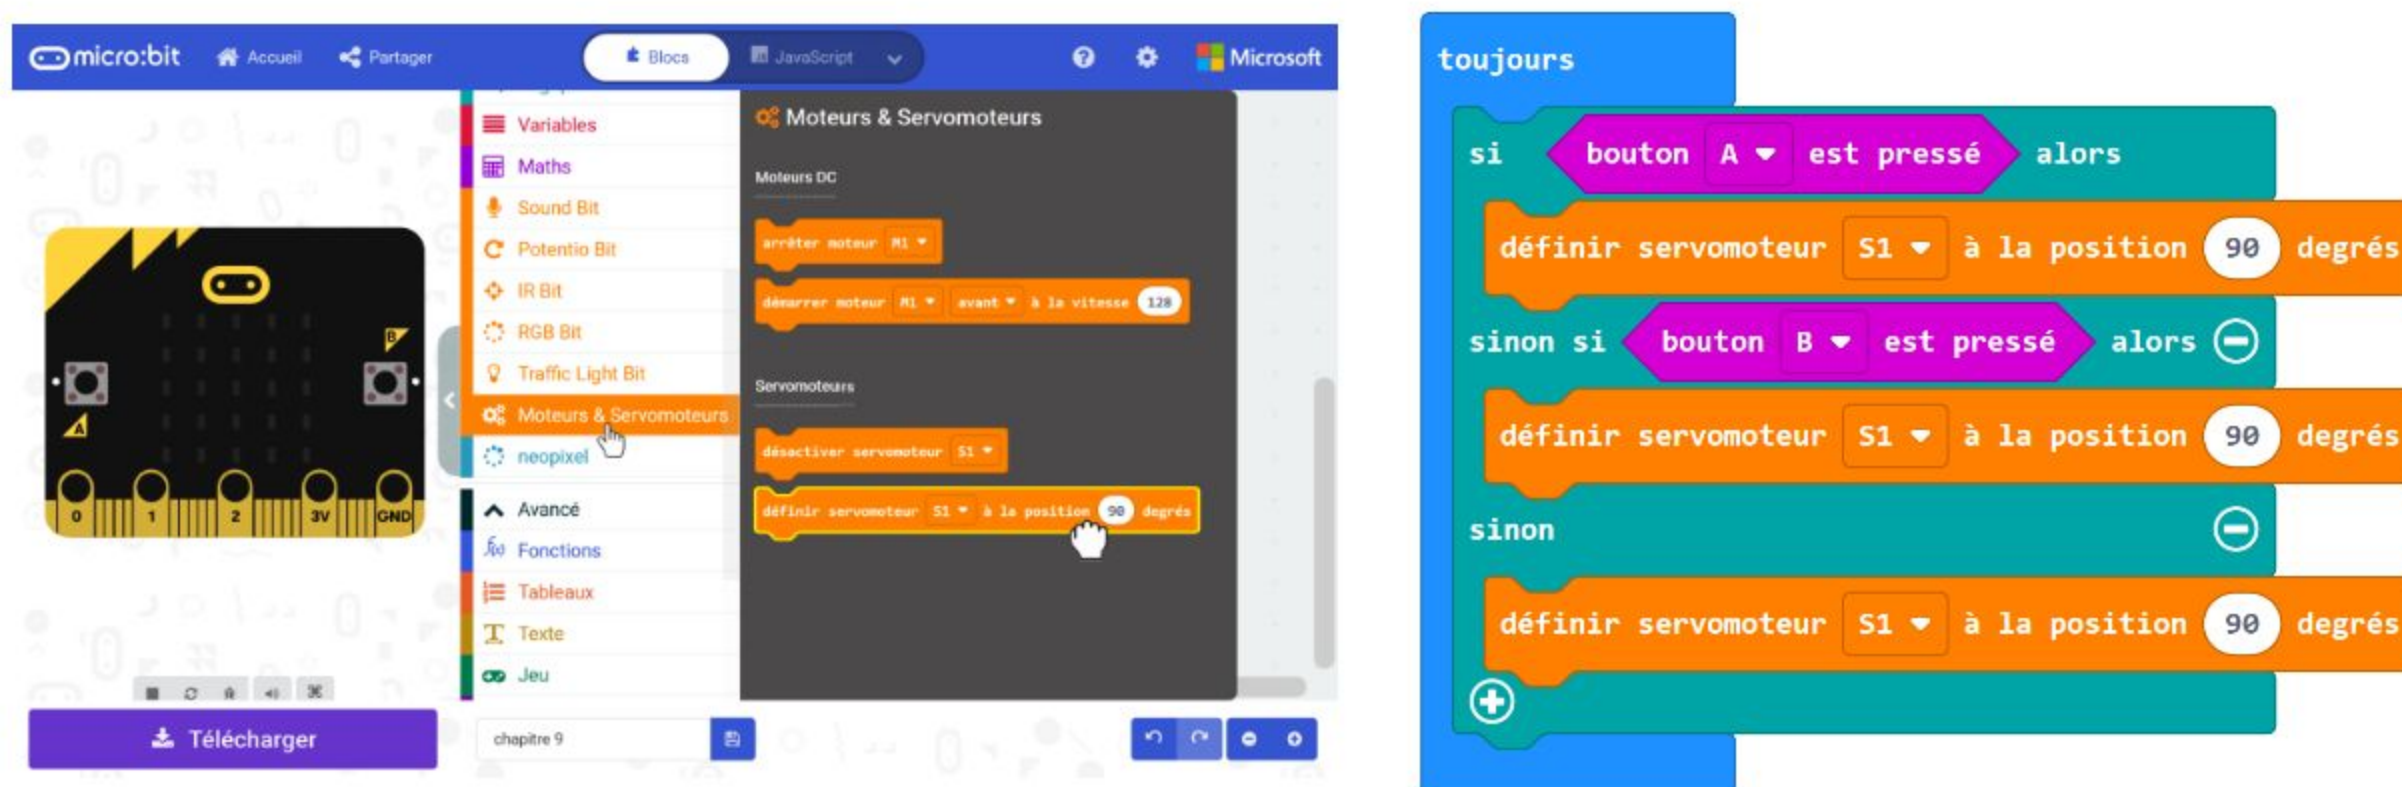 micro:bit Accueil Partager Blocs JavaScript Microsoft
Variables
Maths
Sound Bit
Potentio Bit
IR Bit
RGB Bit
Traffic Light Bit
Moteurs & Servomoteurs
neopixel
Avancé
Fonctions
Tableaux
Texte
Jeu
Moteurs & Servomoteurs
Moteurs DC
arrêter moteur M1
démarrer moteur M1 avant à la vitesse 128
Servomoteurs
désactiver servomoteur S1
définir servomoteur S1 à la position 90 degrés
B
A
0 1 2 3V GND
Télécharger
chapitre 9
toujours
si bouton A est pressé alors
définir servomoteur S1 à la position 90 degrés
sinon si bouton B est pressé alors
définir servomoteur S1 à la position 90 degrés
sinon
définir servomoteur S1 à la position 90 degrés